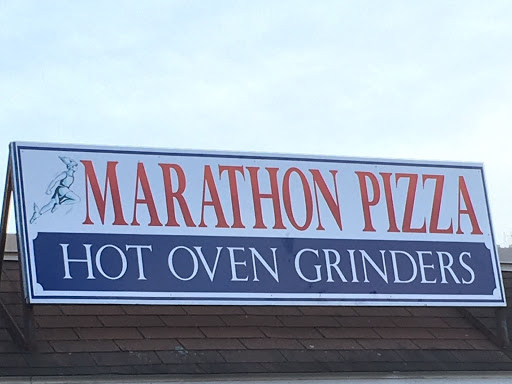 MARATHON PIZZA
HOT OVEN GRINDERS